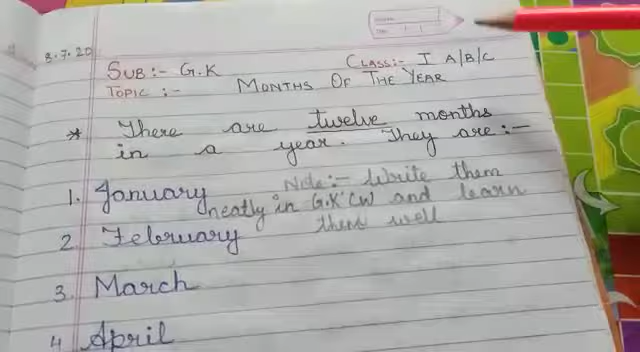 8.7.20
SUB:- G.K CLASS:- I A/B/C
TOPIC :- MONTHS OF THE YEAR
* There are twelve months
in a year. They are:-
1. January Note:- Write them
neatly in G.K CW and learn
them well
2. February
3. March
4. April